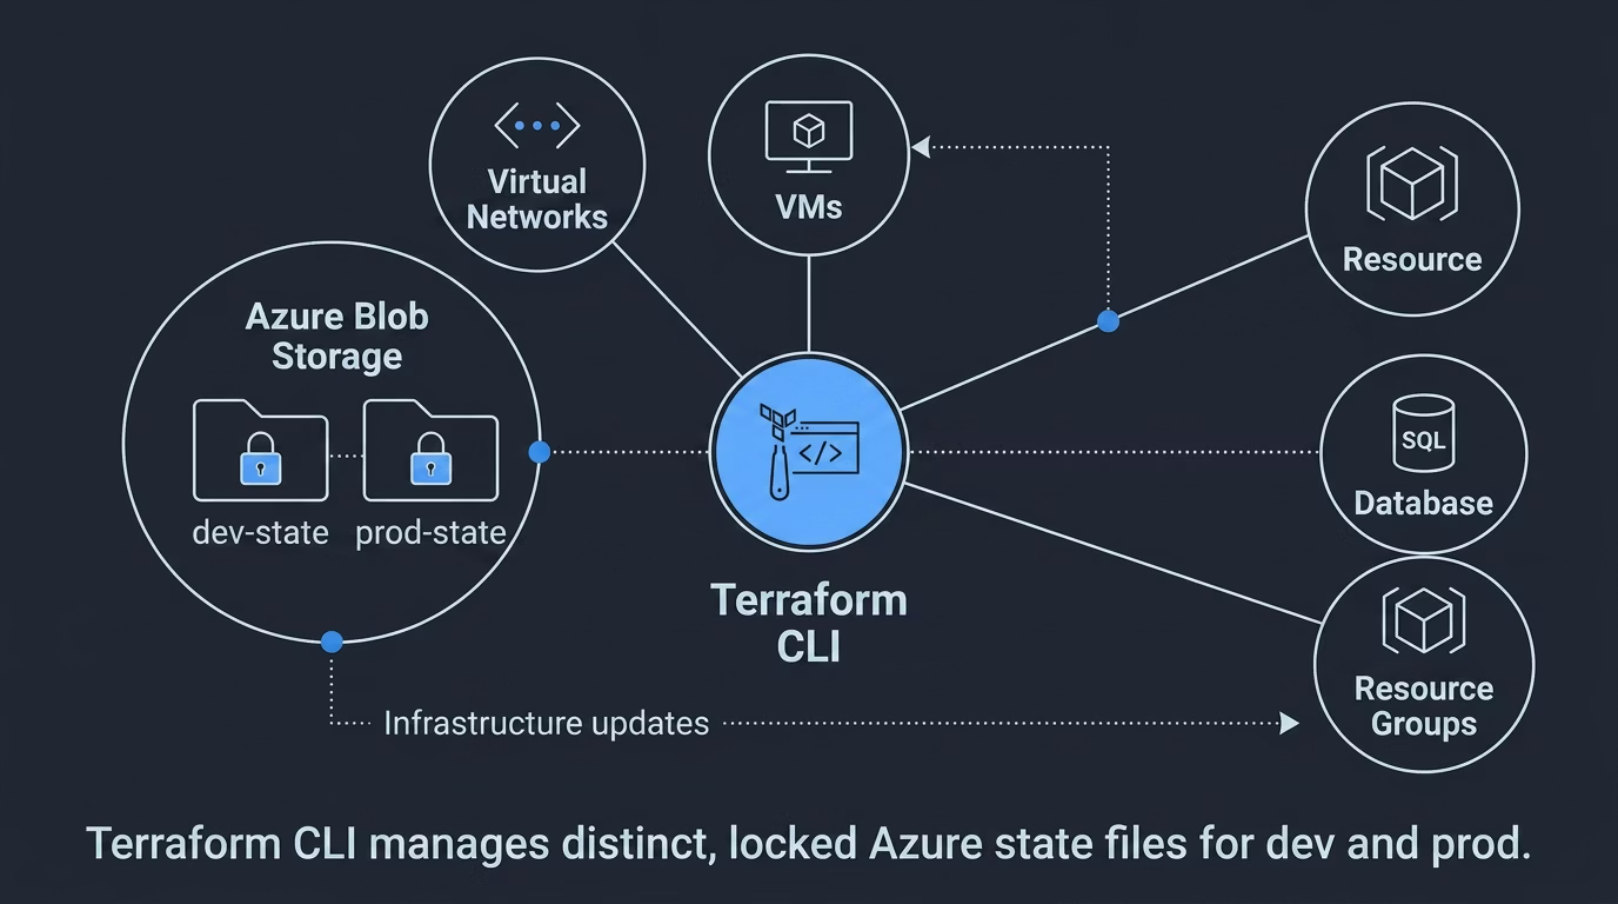 Virtual
Networks
VMs
Resource
Azure Blob
Storage
dev-state
prod-state
</>
SQL
Database
Terraform
CLI
Resource
Groups
Infrastructure updates
Terraform CLI manages distinct, locked Azure state files for dev and prod.